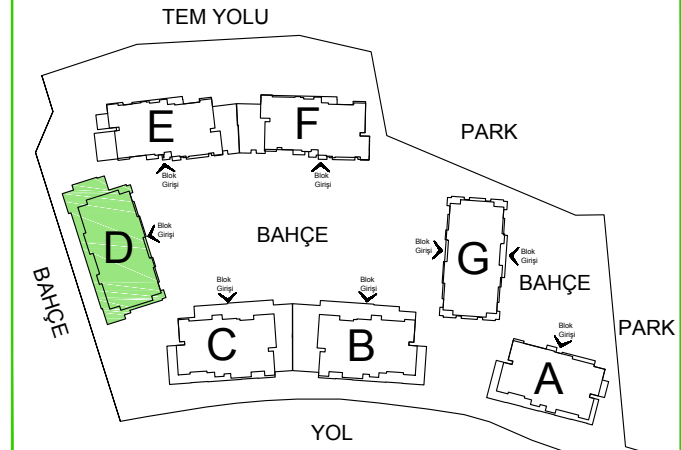 TEM YOLU
E
F
PARK
Blok
Girişi
Blok
Girişi
D
Blok
Girişi
BAHÇE
Blok
Girişi
G
Blok
Girişi
BAHÇE
BAHÇE
Blok
Girişi
Blok
Girişi
C
B
Blok
Girişi
PARK
A
YOL